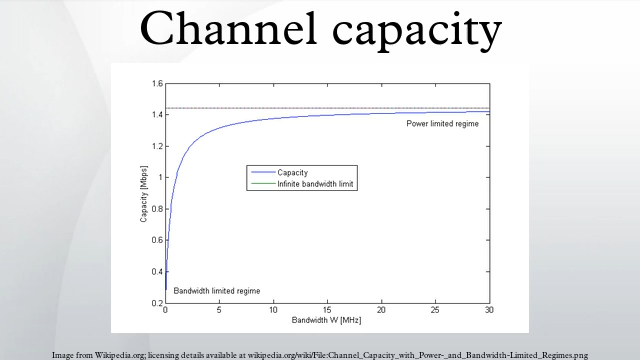 Channel capacity
1.6
1.4
1.2
1
0.8
0.6
0.4
0.2
Capacity [Mbps]
Power limited regime
Capacity
Infinite bandwidth limit
Bandwidth limited regime
0 5 10 15 20 25 30
Bandwidth W [MHz]
Image from Wikipedia.org; licensing details available at wikipedia.org/wiki/File:Channel_Capacity_with_Power-_and_Bandwidth-Limited_Regimes.png